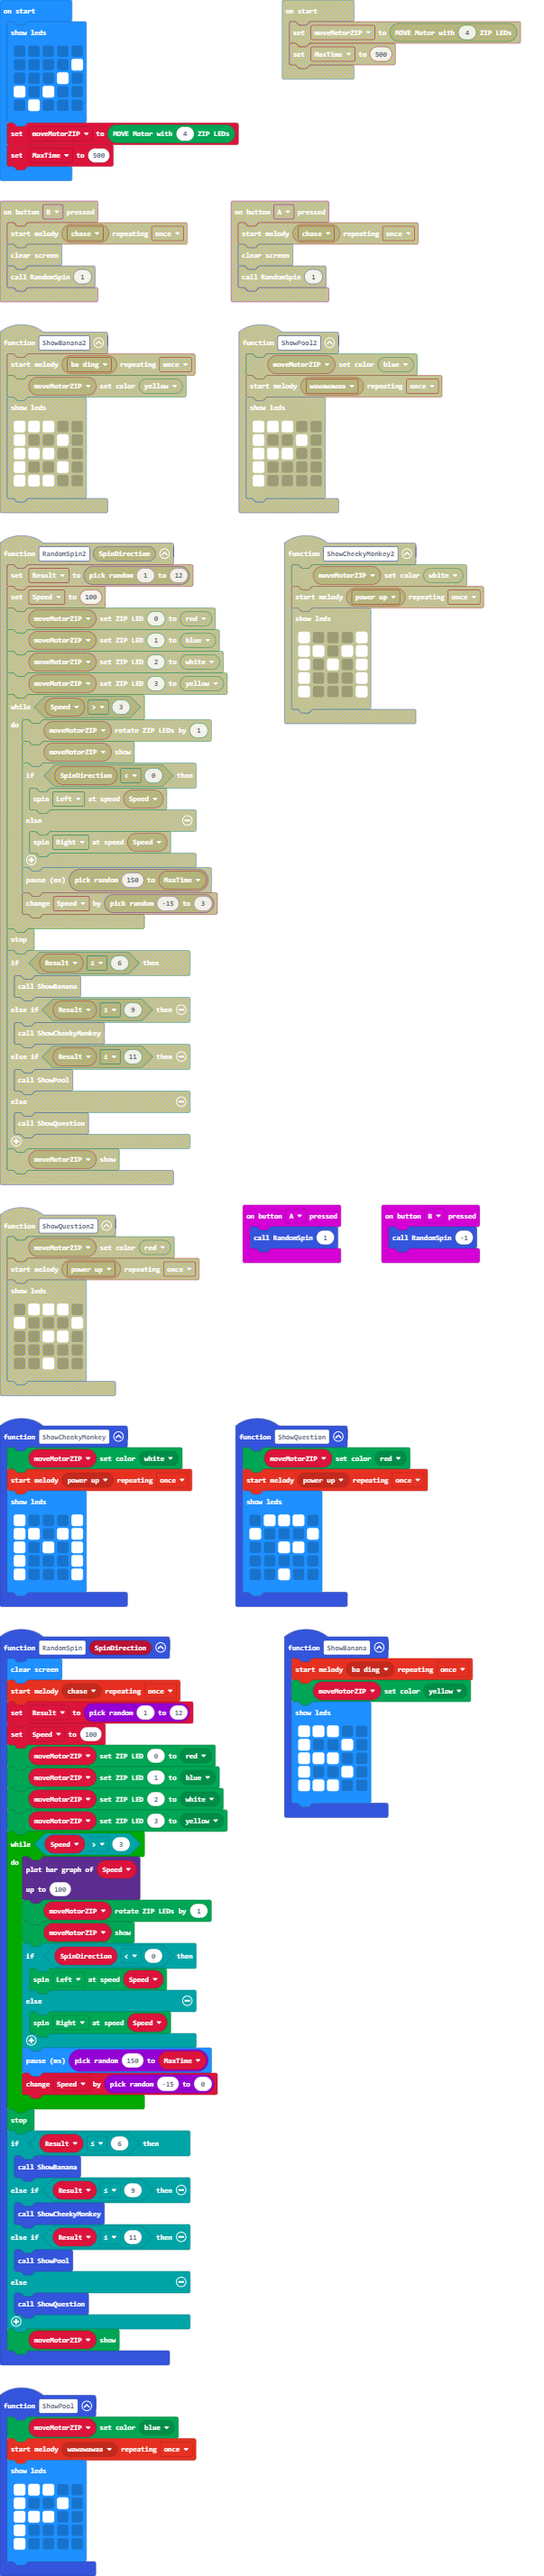 on start
show leds
set moveMotorZIP to MOVE Motor with 4 ZIP LEDs
set MaxTime to 500
on start
set moveMotorZIP to MOVE Motor with 4 ZIP LEDs
set MaxTime to 500
on button B pressed
start melody chase repeating once
clear screen
call RandomSpin 1
on button A pressed
start melody chase repeating once
clear screen
call RandomSpin 1
function ShowBanana2
start melody ba ding repeating once
moveMotorZIP set color yellow
show leds
function ShowPool2
moveMotorZIP set color blue
start melody wawawawaa repeating once
show leds
function RandomSpin2 SpinDirection
set Result to pick random 1 to 12
set Speed to 100
moveMotorZIP set ZIP LED 0 to red
moveMotorZIP set ZIP LED 1 to blue
moveMotorZIP set ZIP LED 2 to white
moveMotorZIP set ZIP LED 3 to yellow
while Speed > 3
do
moveMotorZIP rotate ZIP LEDs by 1
moveMotorZIP show
if SpinDirection < 0 then
spin Left at speed Speed
else
spin Right at speed Speed
pause (ms) pick random 150 to MaxTime
change Speed by pick random -15 to 3
stop
if Result ≤ 6 then
call ShowBanana
else if Result ≤ 9 then
call ShowCheekyMonkey
else if Result ≤ 11 then
call ShowPool
else
call ShowQuestion
moveMotorZIP show
function ShowCheekyMonkey2
moveMotorZIP set color white
start melody power up repeating once
show leds
function ShowQuestion2
moveMotorZIP set color red
start melody power up repeating once
show leds
on button A pressed
call RandomSpin 1
on button B pressed
call RandomSpin -1
function ShowCheekyMonkey
moveMotorZIP set color white
start melody power up repeating once
show leds
function ShowQuestion
moveMotorZIP set color red
start melody power up repeating once
show leds
function RandomSpin SpinDirection
clear screen
start melody chase repeating once
set Result to pick random 1 to 12
set Speed to 100
moveMotorZIP set ZIP LED 0 to red
moveMotorZIP set ZIP LED 1 to blue
moveMotorZIP set ZIP LED 2 to white
moveMotorZIP set ZIP LED 3 to yellow
while Speed > 3
do
plot bar graph of Speed
up to 100
moveMotorZIP rotate ZIP LEDs by 1
moveMotorZIP show
if SpinDirection < 0 then
spin Left at speed Speed
else
spin Right at speed Speed
pause (ms) pick random 150 to MaxTime
change Speed by pick random -15 to 0
stop
if Result ≤ 6 then
call ShowBanana
else if Result ≤ 9 then
call ShowCheekyMonkey
else if Result ≤ 11 then
call ShowPool
else
call ShowQuestion
moveMotorZIP show
function ShowBanana
start melody ba ding repeating once
moveMotorZIP set color yellow
show leds
function ShowPool
moveMotorZIP set color blue
start melody wawawawaa repeating once
show leds